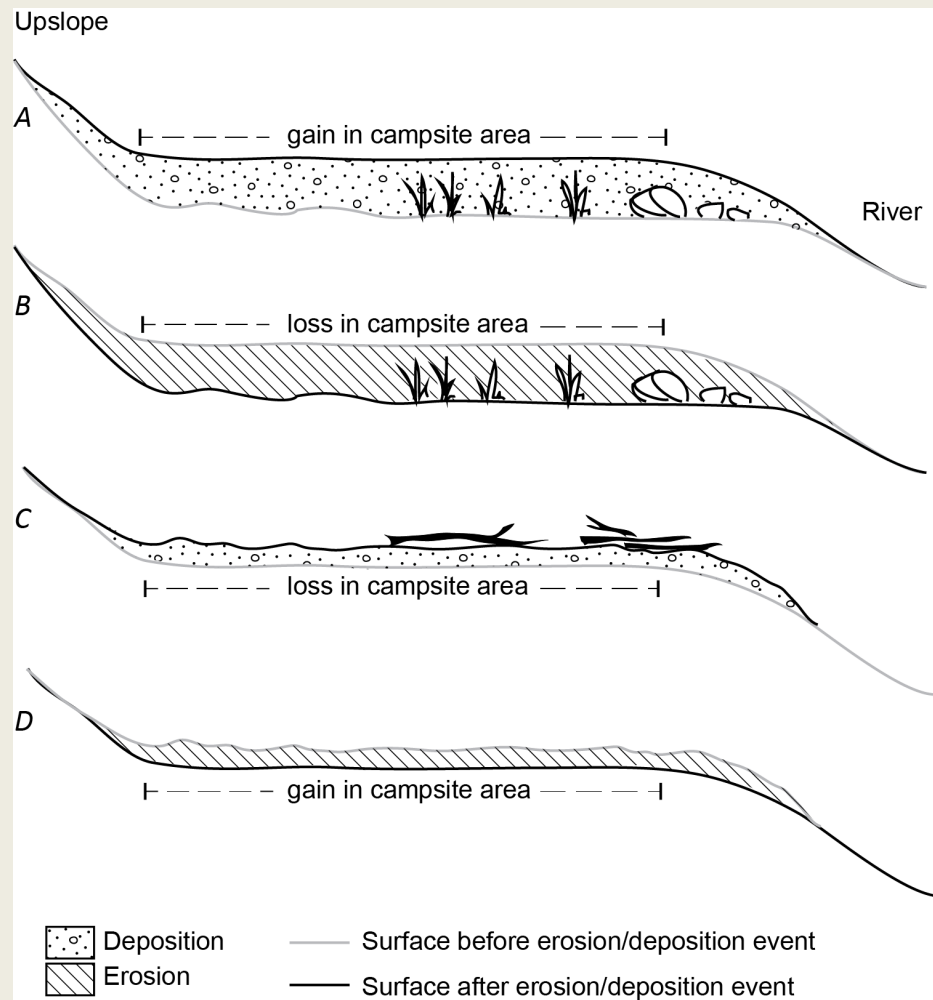 Upslope
A
gain in campsite area
River
B
loss in campsite area
C
loss in campsite area
D
gain in campsite area
Deposition
Surface before erosion/deposition event
Erosion
Surface after erosion/deposition event